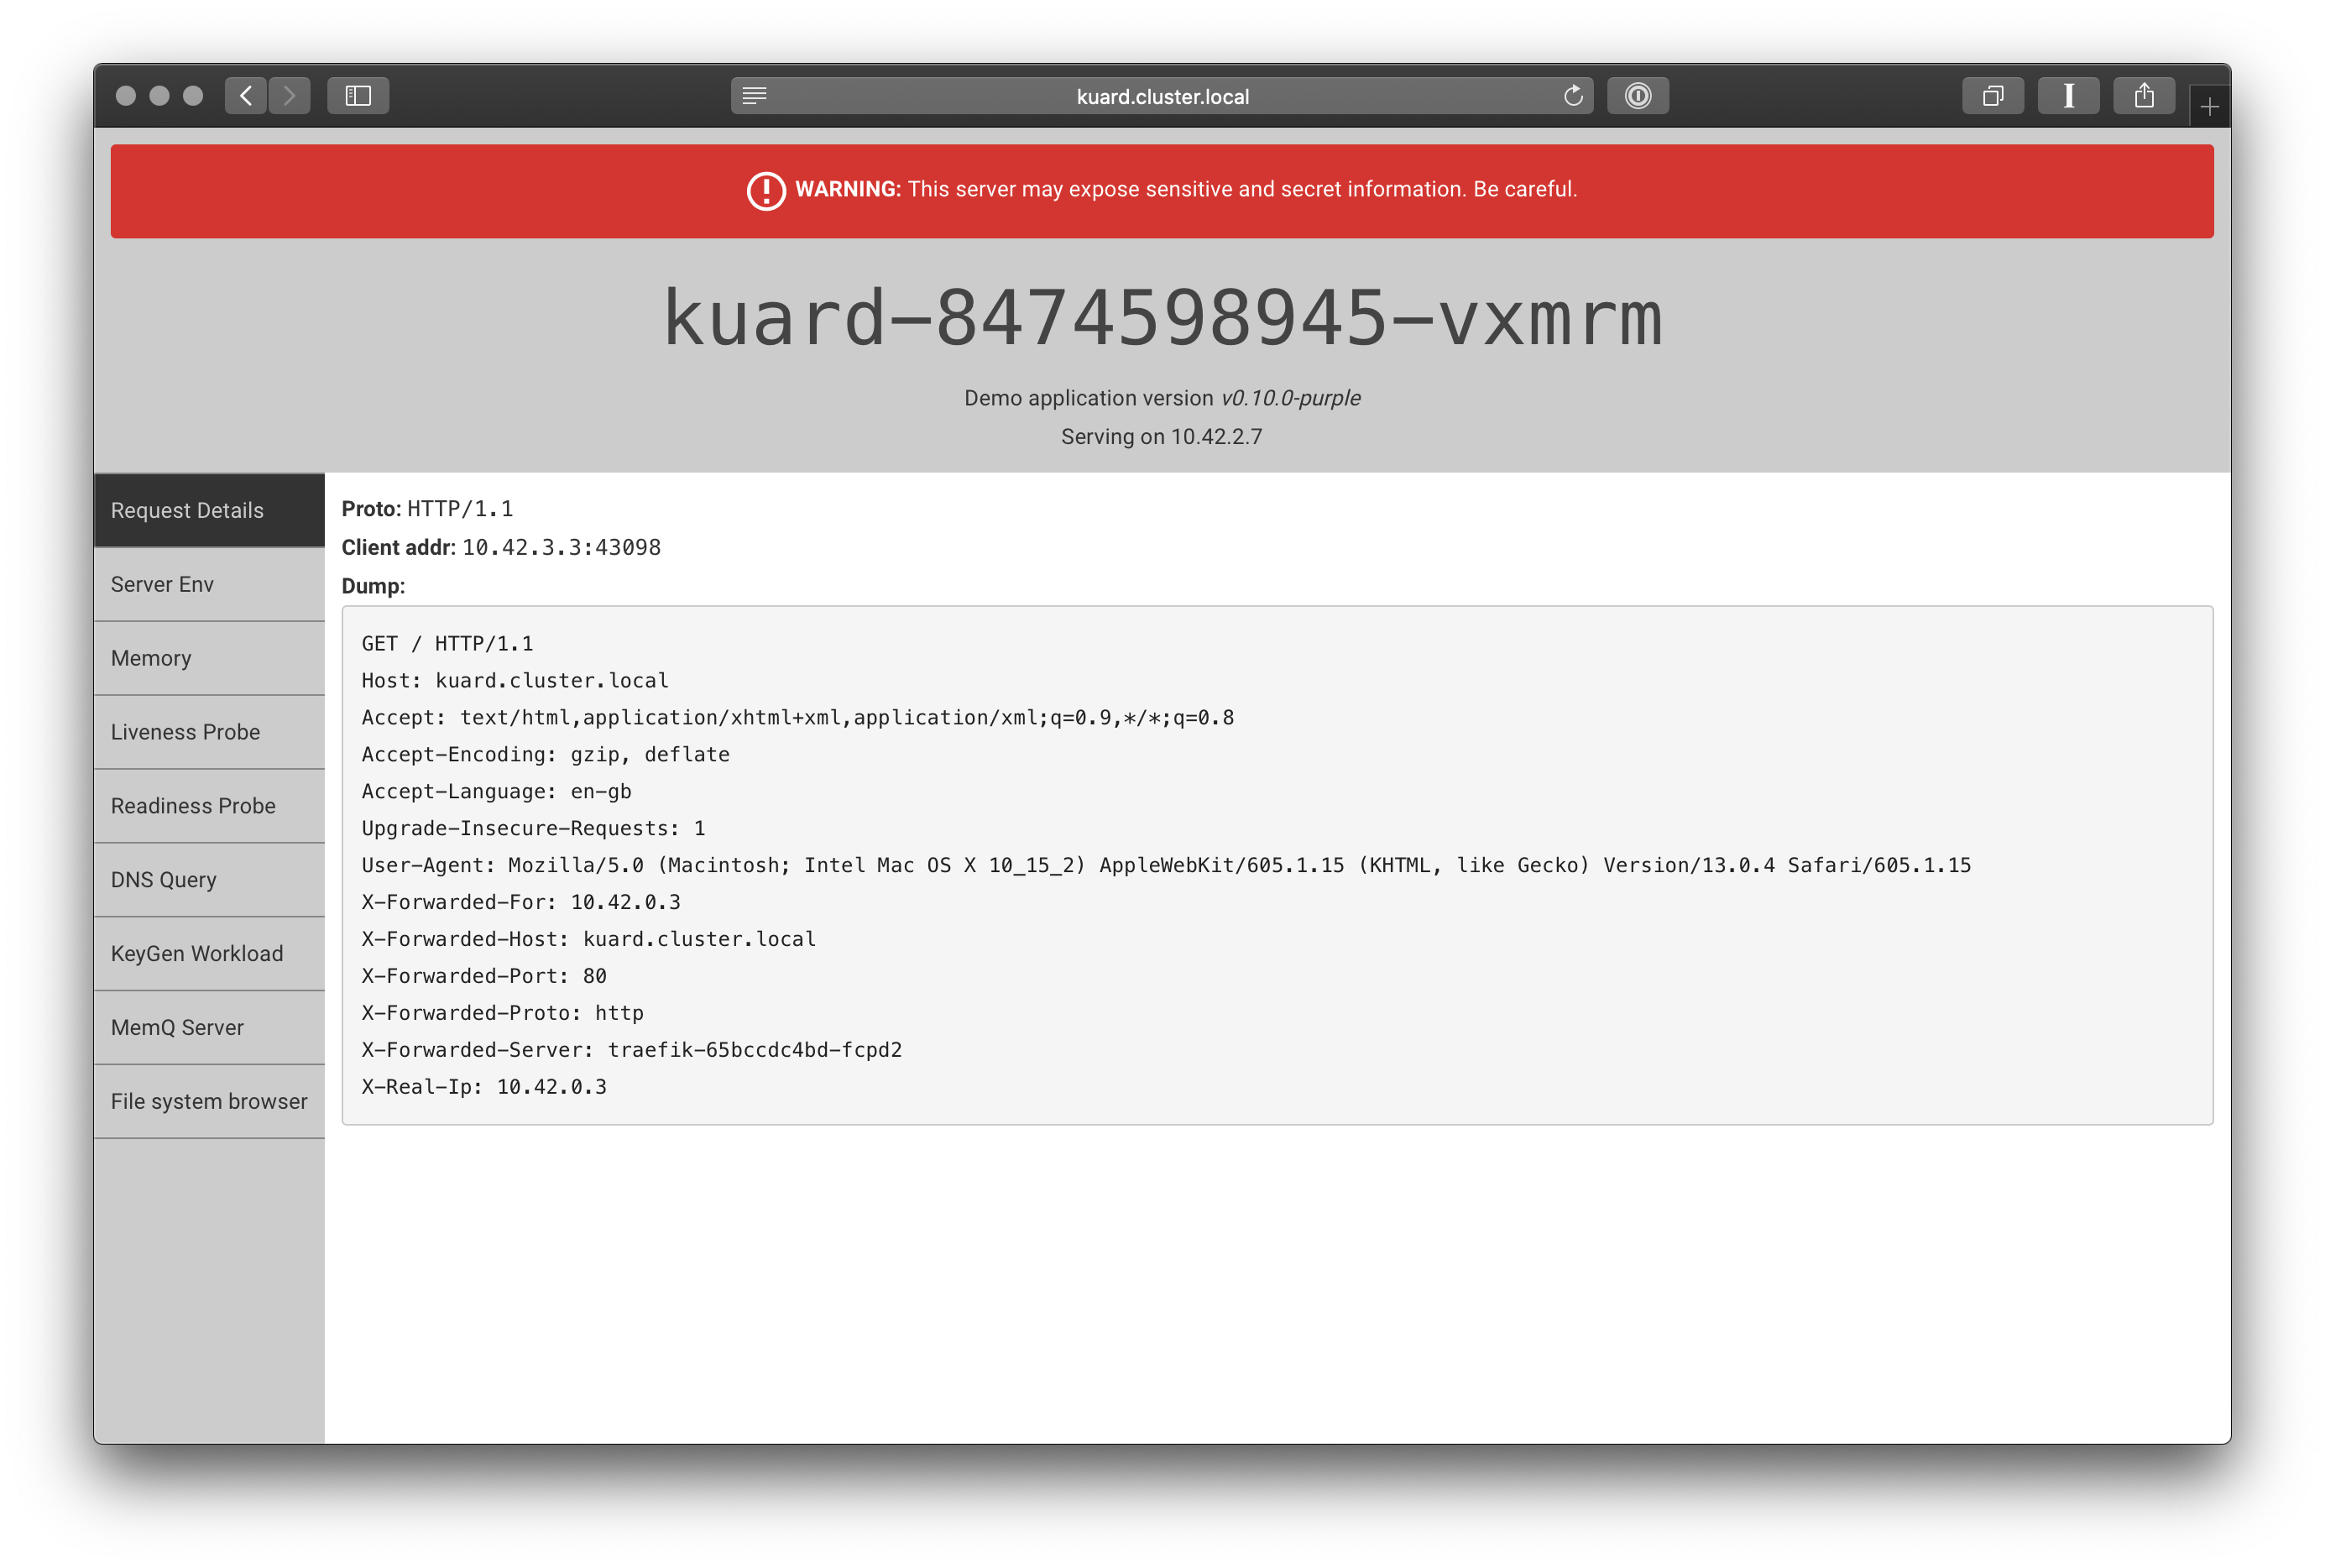 kuard.cluster.local
WARNING: This server may expose sensitive and secret information. Be careful.
kuard-8474598945-vxmrm
Demo application version v0.10.0-purple
Serving on 10.42.2.7
Request Details
Server Env
Memory
Liveness Probe
Readiness Probe
DNS Query
KeyGen Workload
MemQ Server
File system browser
Proto: HTTP/1.1
Client addr: 10.42.3.3:43098
Dump:
GET / HTTP/1.1
Host: kuard.cluster.local
Accept: text/html,application/xhtml+xml,application/xml;q=0.9,*/*;q=0.8
Accept-Encoding: gzip, deflate
Accept-Language: en-gb
Upgrade-Insecure-Requests: 1
User-Agent: Mozilla/5.0 (Macintosh; Intel Mac OS X 10_15_2) AppleWebKit/605.1.15 (KHTML, like Gecko) Version/13.0.4 Safari/605.1.15
X-Forwarded-For: 10.42.0.3
X-Forwarded-Host: kuard.cluster.local
X-Forwarded-Port: 80
X-Forwarded-Proto: http
X-Forwarded-Server: traefik-65bccdc4bd-fcpd2
X-Real-Ip: 10.42.0.3